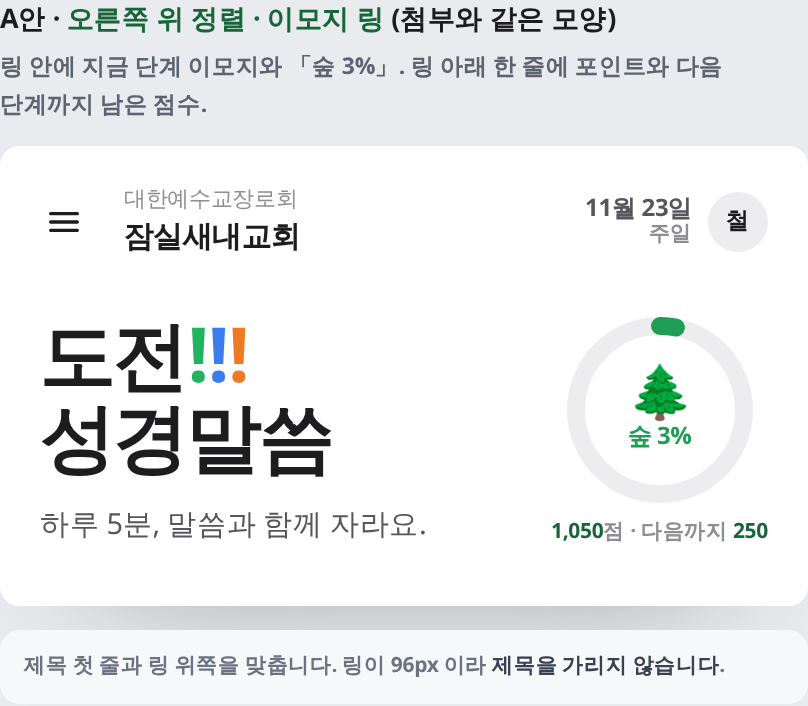 A안 · 오른쪽 위 정렬 · 이모지 링 (첨부와 같은 모양)
링 안에 지금 단계 이모지와 「숲 3%」. 링 아래 한 줄에 포인트와 다음
단계까지 남은 점수.
대한예수교장로회
잠실새내교회
11월 23일
주일
철
도전!!!
성경말씀
하루 5분, 말씀과 함께 자라요.
숲 3%
1,050점 · 다음까지 250
제목 첫 줄과 링 위쪽을 맞춥니다. 링이 96px 이라 제목을 가리지 않습니다.